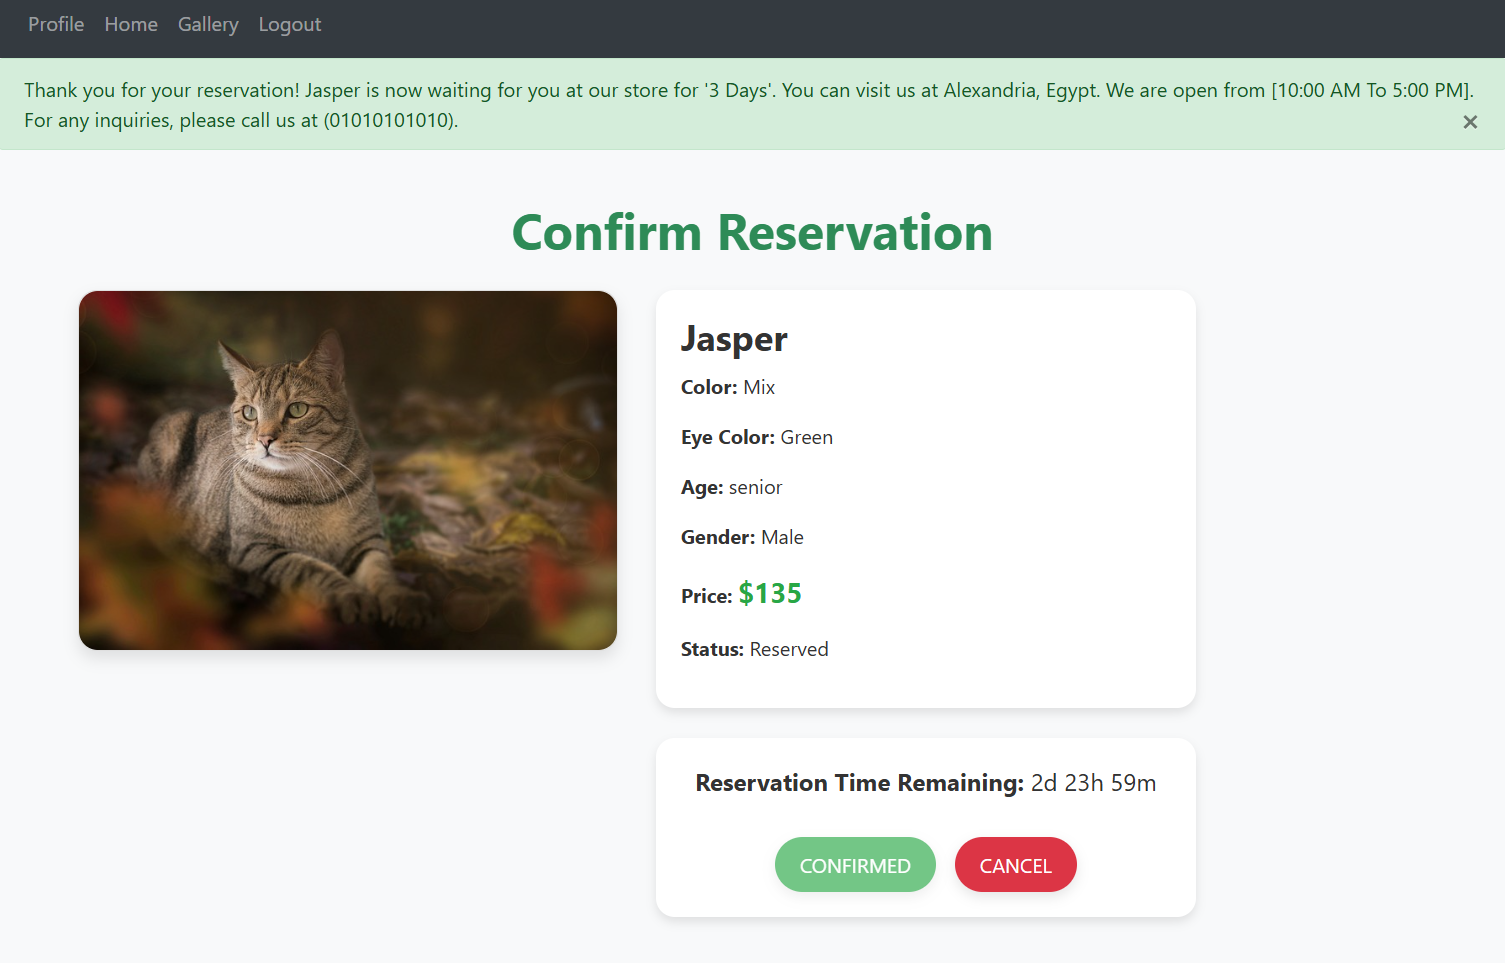 Profile Home Gallery Logout
Thank you for your reservation! Jasper is now waiting for you at our store for '3 Days'. You can visit us at Alexandria, Egypt. We are open from [10:00 AM To 5:00 PM].
For any inquiries, please call us at (01010101010). ×
Confirm Reservation
Jasper
Color: Mix
Eye Color: Green
Age: senior
Gender: Male
Price: $135
Status: Reserved
Reservation Time Remaining: 2d 23h 59m
CONFIRMED CANCEL